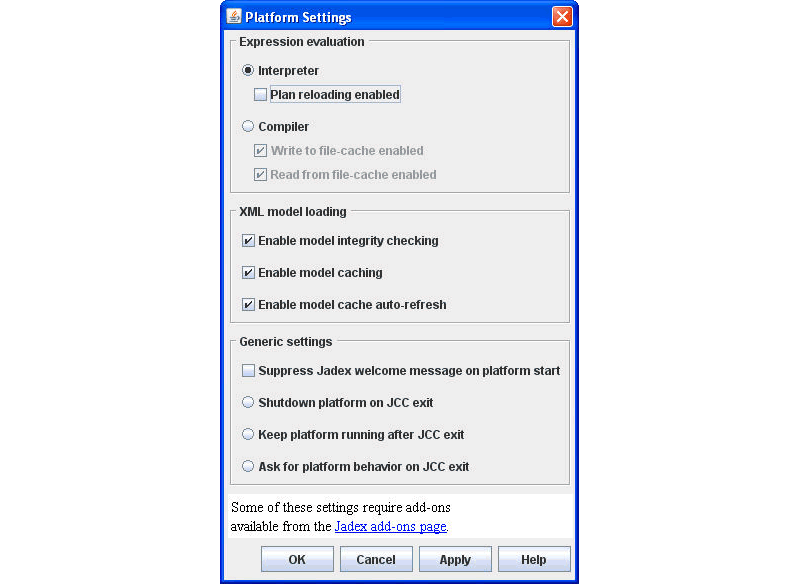 Platform Settings
Expression evaluation
Interpreter
Plan reloading enabled
Compiler
Write to file-cache enabled
Read from file-cache enabled
XML model loading
Enable model integrity checking
Enable model caching
Enable model cache auto-refresh
Generic settings
Suppress Jadex welcome message on platform start
Shutdown platform on JCC exit
Keep platform running after JCC exit
Ask for platform behavior on JCC exit
Some of these settings require add-ons
available from the Jadex add-ons page.
OK Cancel Apply Help